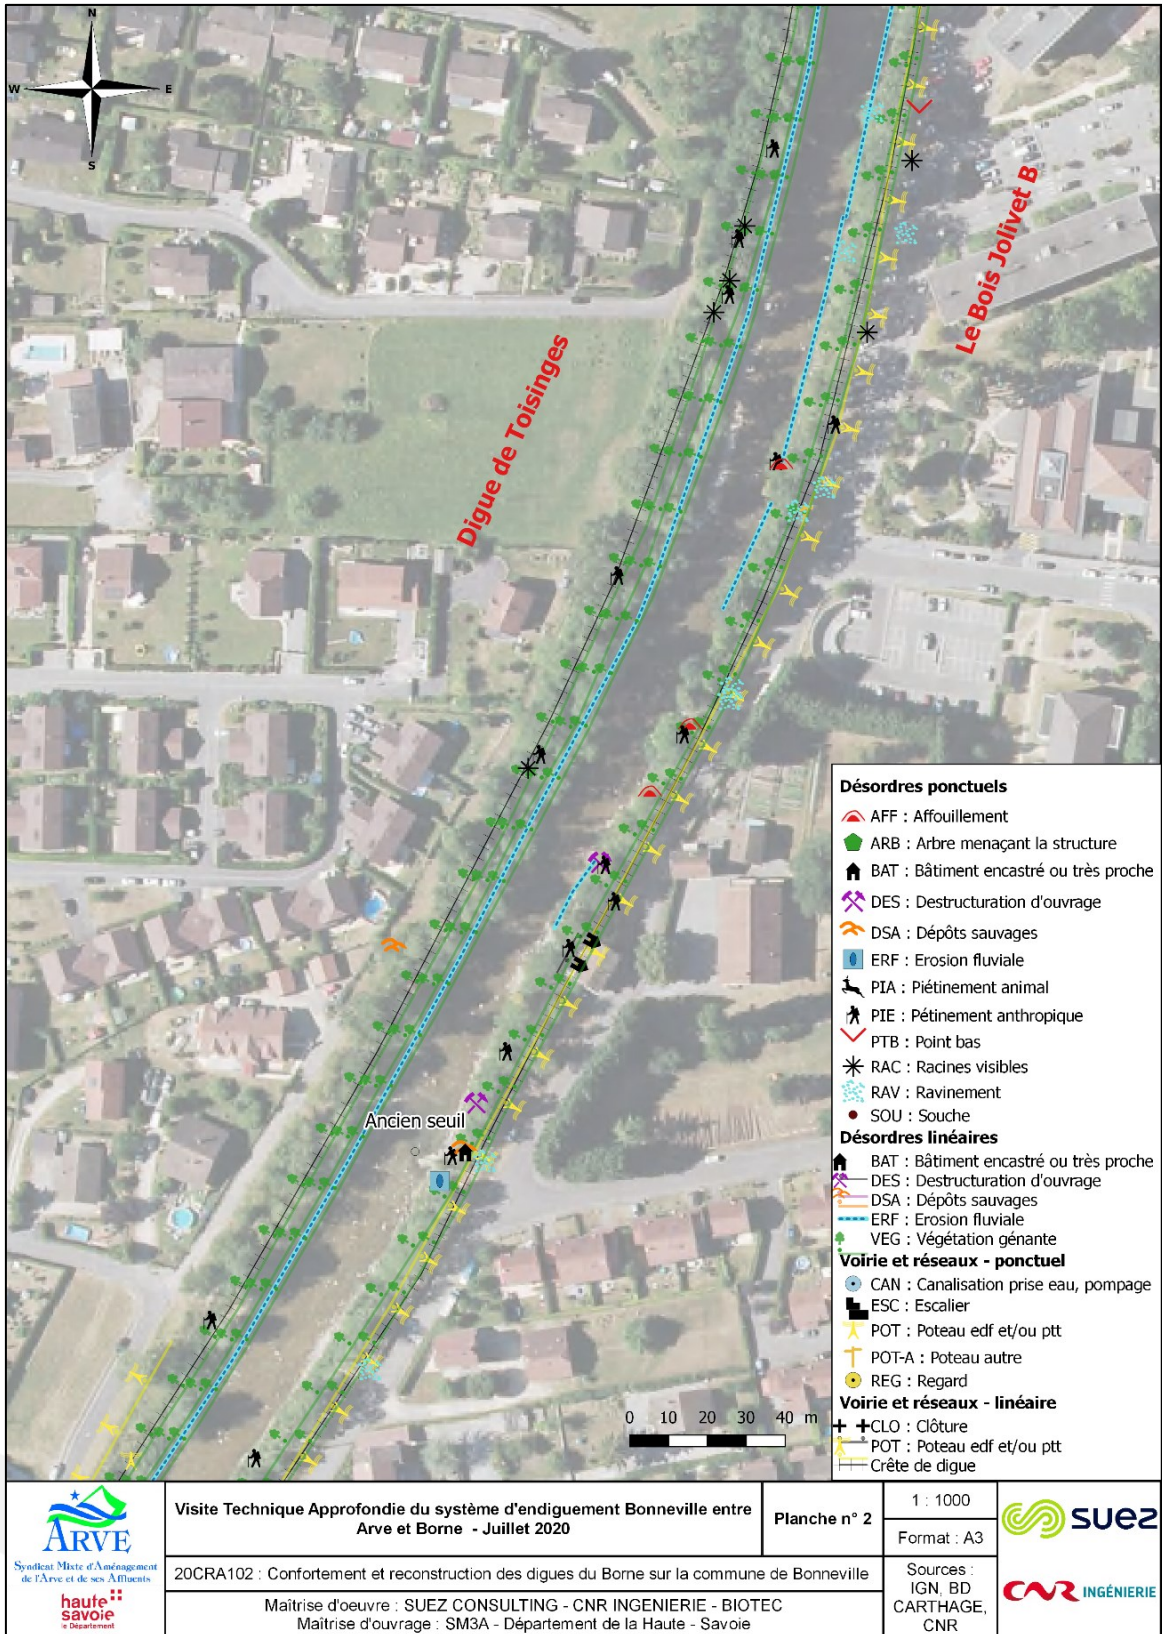 N
W
E
S
Le Bois Jolivet B
Digue de Toisinges
Ancien seuil
Désordres ponctuels
AFF : Affouillement
ARB : Arbre menaçant la structure
BAT : Bâtiment encastré ou très proche
DES : Destructuration d'ouvrage
DSA : Dépôts sauvages
ERF : Erosion fluviale
PIA : Piétinement animal
PIE : Pétinement anthropique
PTB : Point bas
RAC : Racines visibles
RAV : Ravinement
SOU : Souche
Désordres linéaires
BAT : Bâtiment encastré ou très proche
DES : Destructuration d'ouvrage
DSA : Dépôts sauvages
ERF : Erosion fluviale
VEG : Végétation génante
Voirie et réseaux - ponctuel
CAN : Canalisation prise eau, pompage
ESC : Escalier
POT : Poteau edf et/ou ptt
POT-A : Poteau autre
REG : Regard
Voirie et réseaux - linéaire
CLO : Clôture
POT : Poteau edf et/ou ptt
Crête de digue
0 10 20 30 40 m
ARVE
Syndicat Mixte d'Aménagement
de l'Arve et de ses Affluents
haute
savoie
le Département
Visite Technique Approfondie du système d'endiguement Bonneville entre
Arve et Borne - Juillet 2020
Planche n° 2
20CRA102 : Confortement et reconstruction des digues du Borne sur la commune de Bonneville
Maîtrise d'oeuvre : SUEZ CONSULTING - CNR INGENIERIE - BIOTEC
Maîtrise d'ouvrage : SM3A - Département de la Haute - Savoie
1 : 1000
Format : A3
Sources :
IGN, BD
CARTHAGE,
CNR
suez
CNR INGÉNIERIE